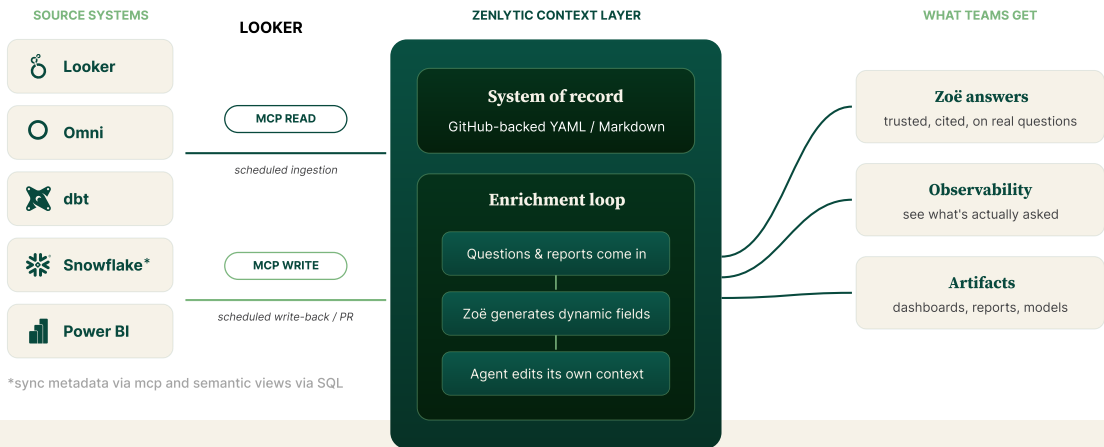 SOURCE SYSTEMS
Looker
Omni
dbt
Snowflake*
Power BI
*sync metadata via mcp and semantic views via SQL
LOOKER
MCP READ
scheduled ingestion
MCP WRITE
scheduled write-back / PR
ZENLYTIC CONTEXT LAYER
System of record
GitHub-backed YAML / Markdown
Enrichment loop
Questions & reports come in
Zoë generates dynamic fields
Agent edits its own context
WHAT TEAMS GET
Zoë answers
trusted, cited, on real questions
Observability
see what's actually asked
Artifacts
dashboards, reports, models